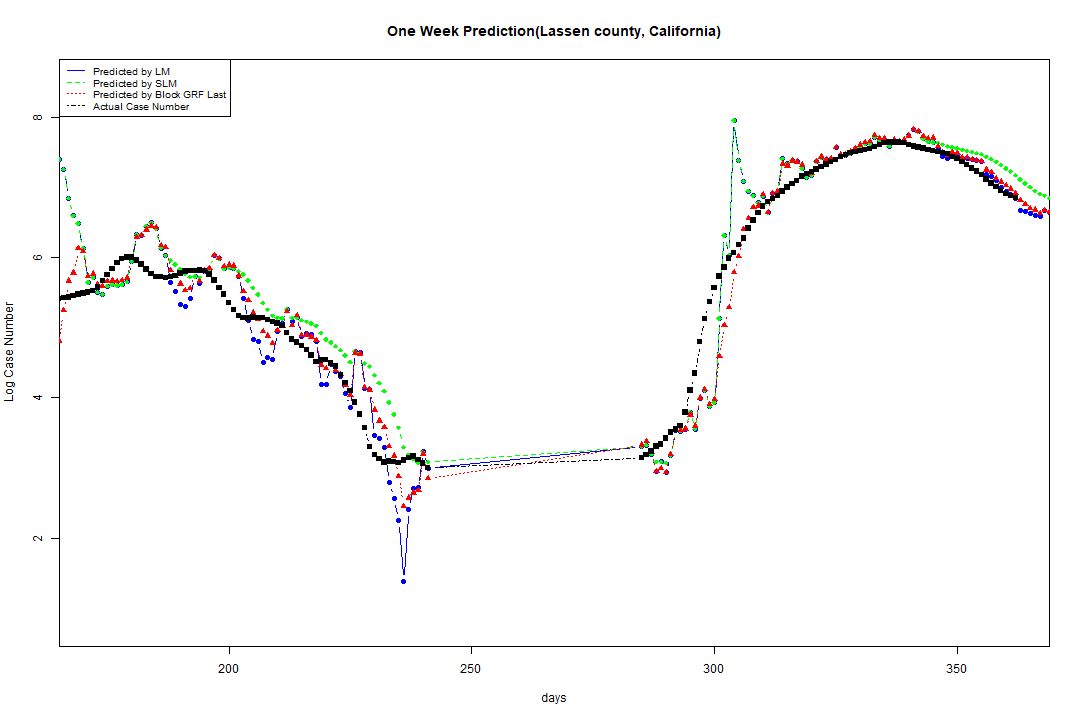 One Week Prediction(Lassen county, California)
Predicted by LM
Predicted by SLM
Predicted by Block GRF Last
Actual Case Number
8
6
4
2
Log Case Number
200 250 300 350
days